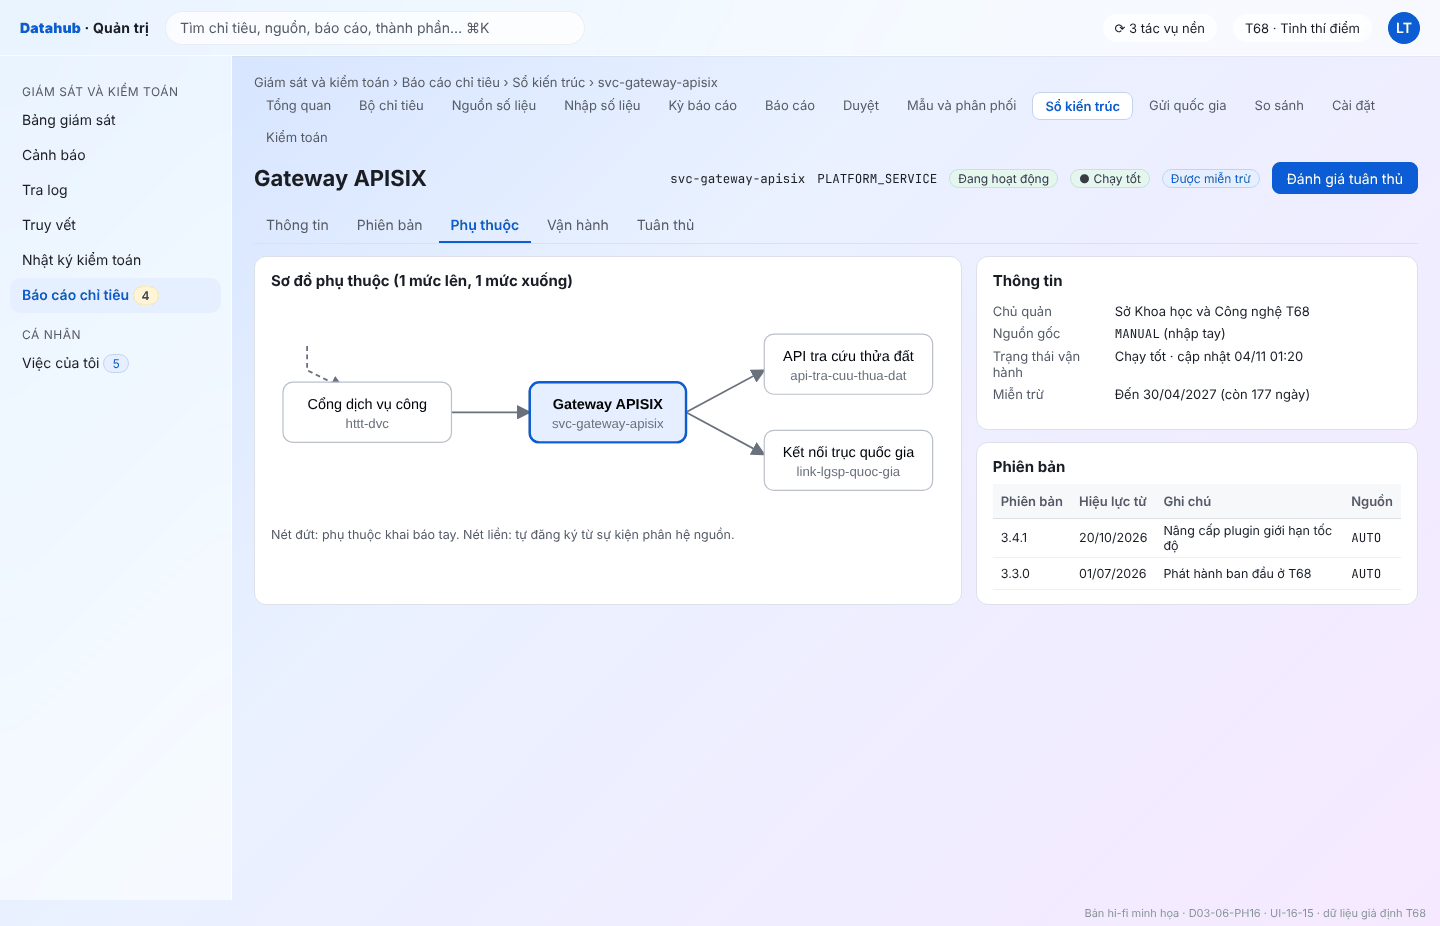 Datahub · Quản trị
Tìm chỉ tiêu, nguồn, báo cáo, thành phần... ⌘K
⟳ 3 tác vụ nền
T68 · Tỉnh thí điểm
LT
GIÁM SÁT VÀ KIỂM TOÁN
Bảng giám sát
Cảnh báo
Tra log
Truy vết
Nhật ký kiểm toán
Báo cáo chỉ tiêu 4
CÁ NHÂN
Việc của tôi 5
Giám sát và kiểm toán › Báo cáo chỉ tiêu › Sổ kiến trúc › svc-gateway-apisix
Tổng quan Bộ chỉ tiêu Nguồn số liệu Nhập số liệu Kỳ báo cáo Báo cáo Duyệt Mẫu và phân phối Sổ kiến trúc Gửi quốc gia So sánh Cài đặt
Kiểm toán
Gateway APISIX
svc-gateway-apisix PLATFORM_SERVICE Đang hoạt động ● Chạy tốt Được miễn trừ Đánh giá tuân thủ
Thông tin Phiên bản Phụ thuộc Vận hành Tuân thủ
Sơ đồ phụ thuộc (1 mức lên, 1 mức xuống)
Cổng dịch vụ công
httt-dvc
Gateway APISIX
svc-gateway-apisix
API tra cứu thửa đất
api-tra-cuu-thua-dat
Kết nối trục quốc gia
link-lgsp-quoc-gia
Nét đứt: phụ thuộc khai báo tay. Nét liền: tự đăng ký từ sự kiện phân hệ nguồn.
Thông tin
Chủ quản Sở Khoa học và Công nghệ T68
Nguồn gốc MANUAL (nhập tay)
Trạng thái vận hành Chạy tốt · cập nhật 04/11 01:20
Miễn trừ Đến 30/04/2027 (còn 177 ngày)
Phiên bản
Phiên bản Hiệu lực từ Ghi chú Nguồn
3.4.1 20/10/2026 Nâng cấp plugin giới hạn tốc độ AUTO
3.3.0 01/07/2026 Phát hành ban đầu ở T68 AUTO
Bản hi-fi minh họa · D03-06-PH16 · UI-16-15 · dữ liệu giả định T68